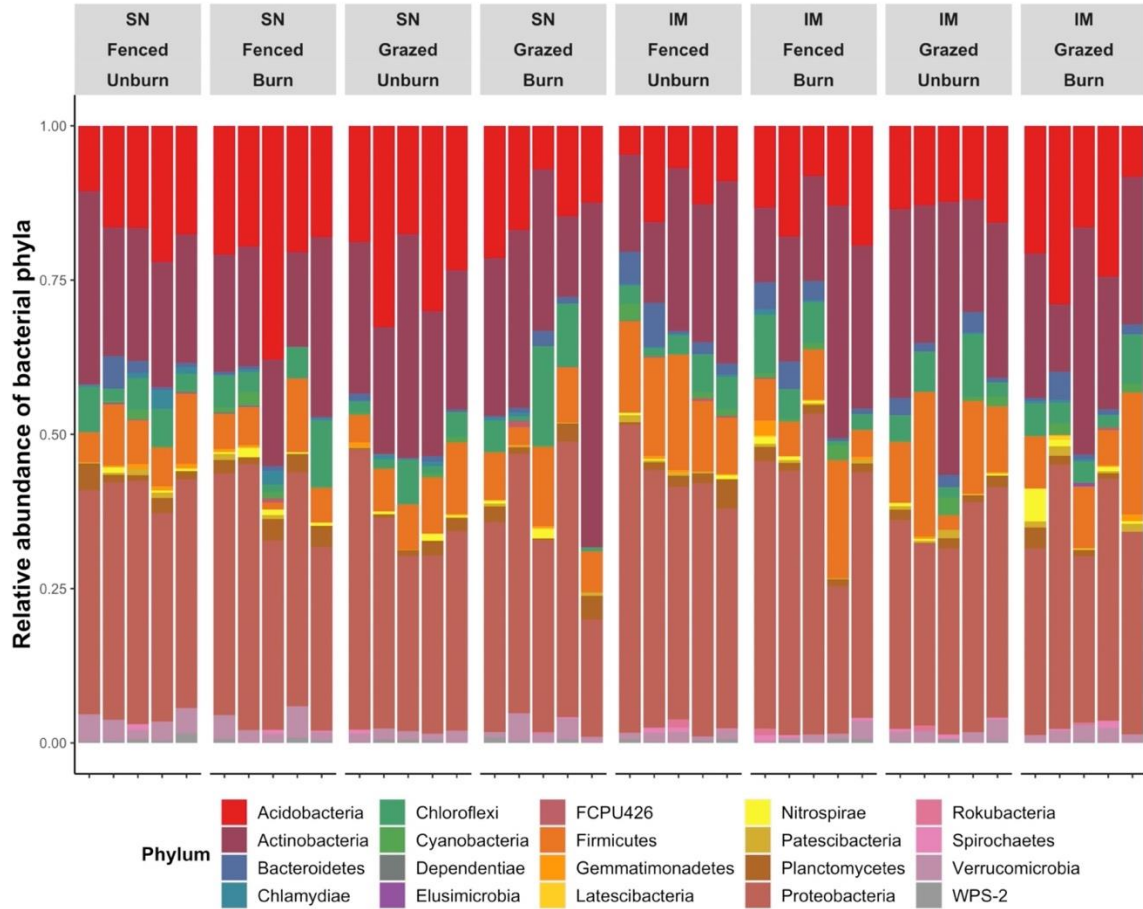 SN SN SN SN IM IM IM IM
Fenced Fenced Grazed Grazed Fenced Fenced Grazed Grazed
Unburn Burn Unburn Burn Unburn Burn Unburn Burn
Relative abundance of bacterial phyla
1.00
0.75
0.50
0.25
0.00
Phylum
Acidobacteria Chloroflexi FCPU426 Nitrospirae Rokubacteria
Actinobacteria Cyanobacteria Firmicutes Patescibacteria Spirochaetes
Bacteroidetes Dependentiae Gemmatimonadetes Planctomycetes Verrucomicrobia
Chlamydiae Elusimicrobia Latescibacteria Proteobacteria WPS-2